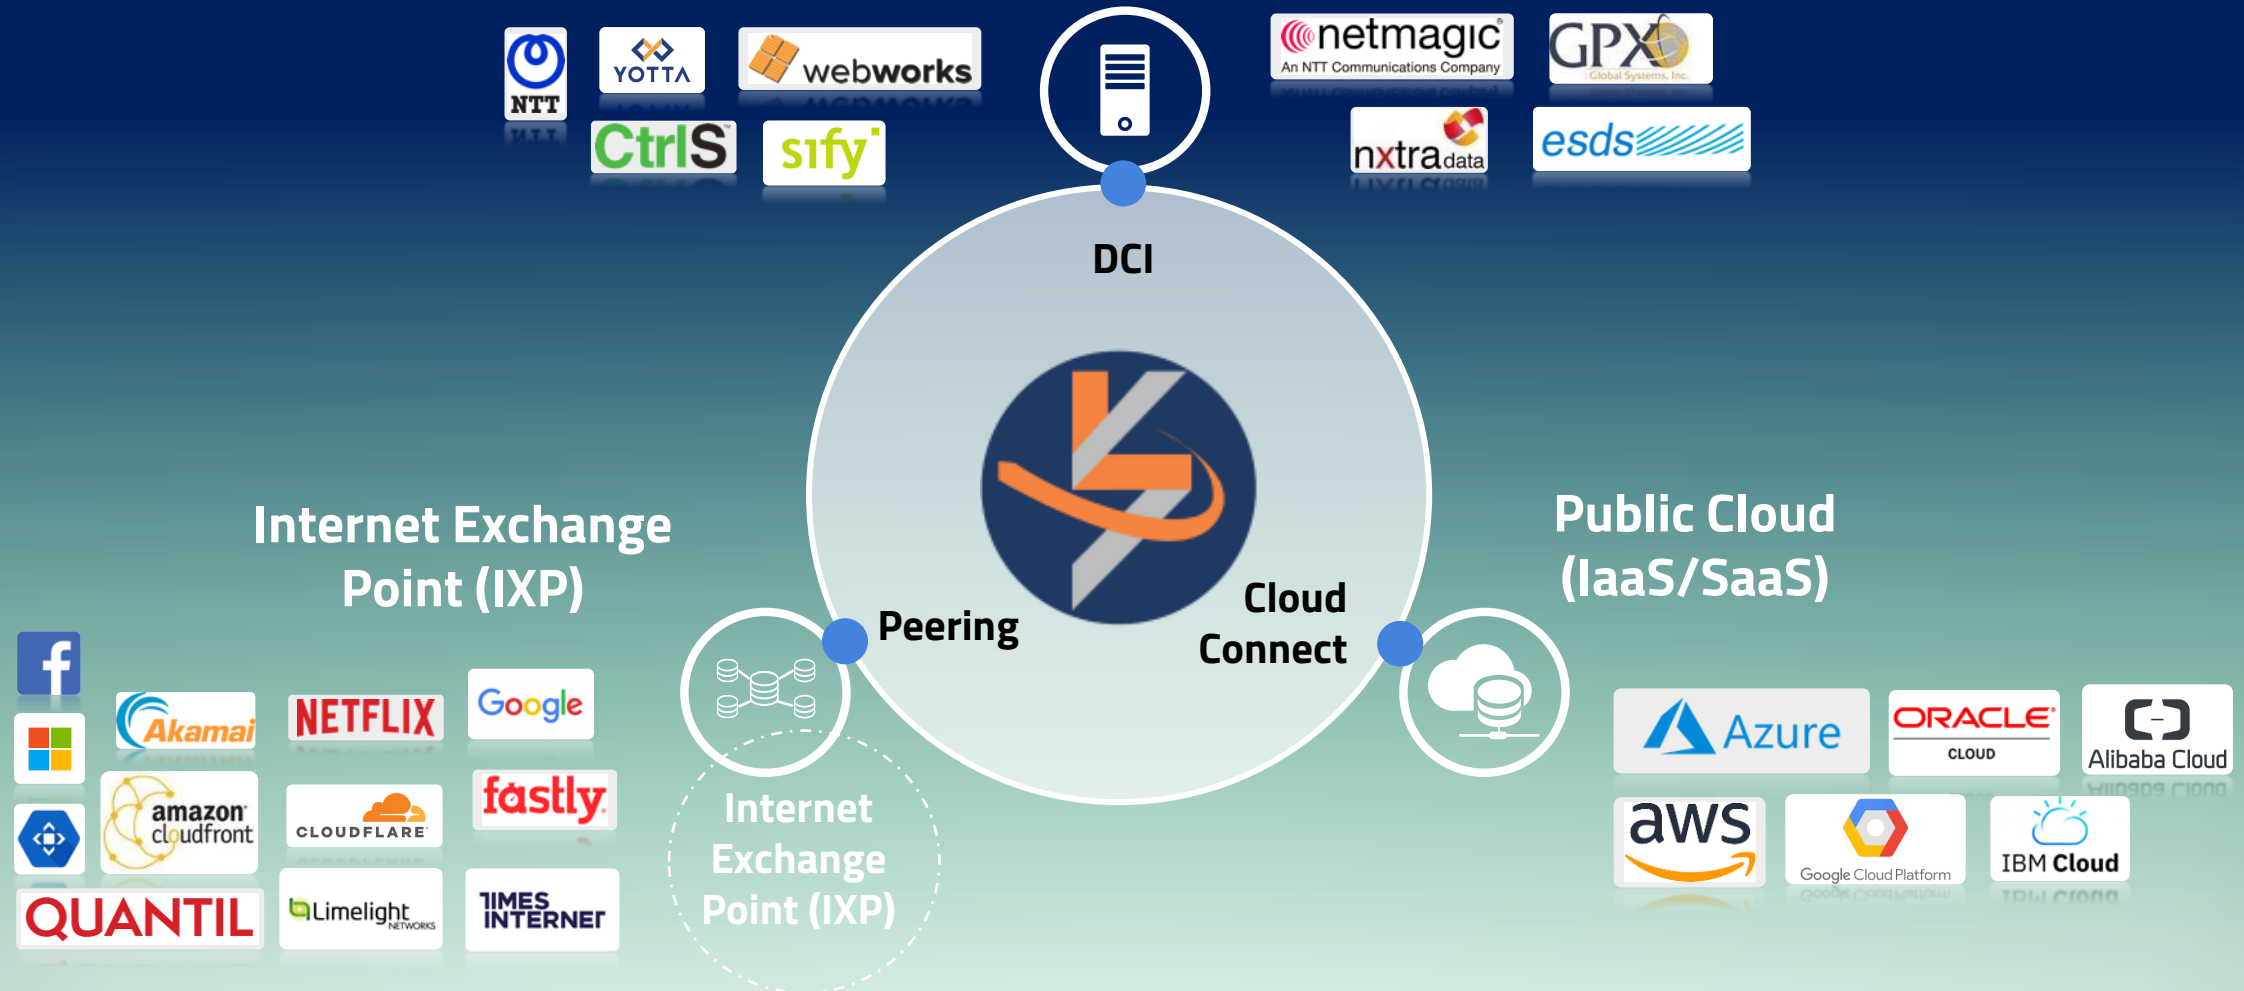 NTT
YOTTA
webworks
CtrlS
sify
netmagic
An NTT Communications Company
GPX
Global Systems, Inc.
nxtradata
esds
DCI
Internet Exchange
Point (IXP)
Peering
Cloud
Connect
Public Cloud
(IaaS/SaaS)
f
Akamai
NETFLIX
Google
amazon
cloudfront
CLOUDFLARE
fastly
QUANTIL
Limelight
NETWORKS
TIMES
INTERNET
Internet
Exchange
Point (IXP)
Azure
ORACLE
CLOUD
Alibaba Cloud
aws
Google Cloud Platform
IBM Cloud